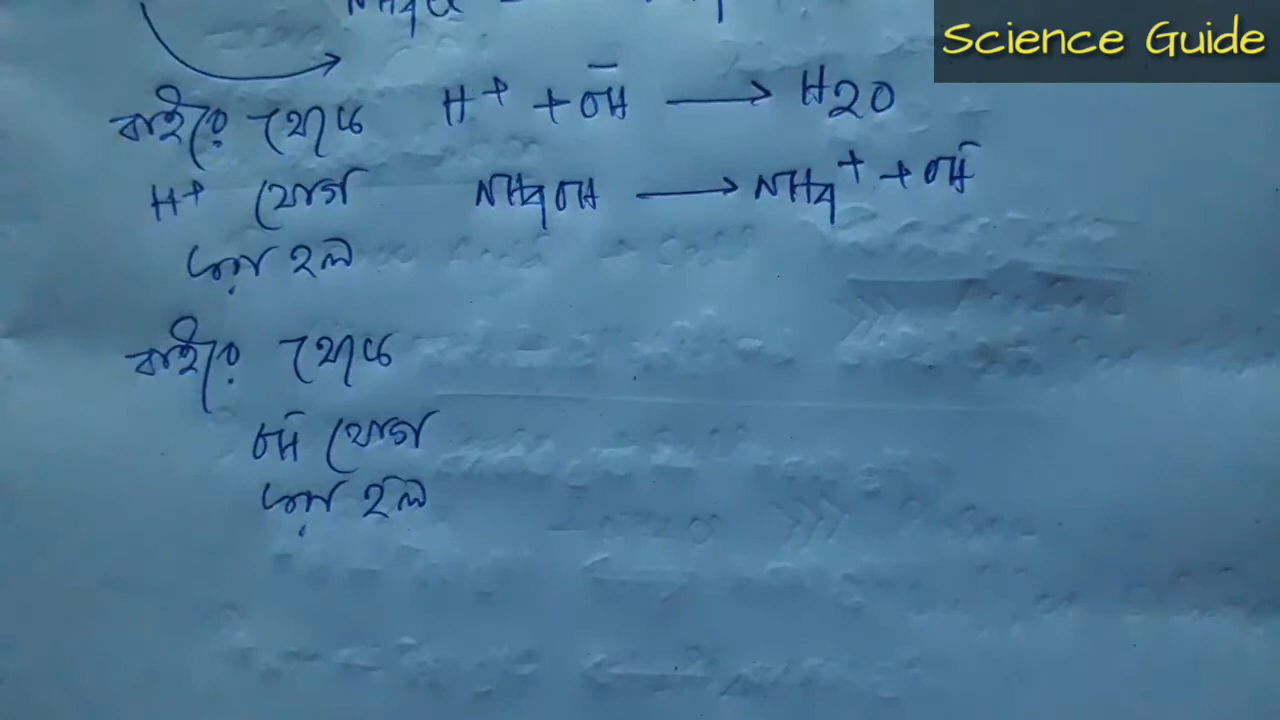 Science Guide
বাইরে থেকে H⁺ + OH⁻ ⟶ H2O
H⁺ যোগ NH4OH ⟶ NH4⁺ + OH⁻
করা হল
বাইরে থেকে
OH⁻ যোগ
করা হল